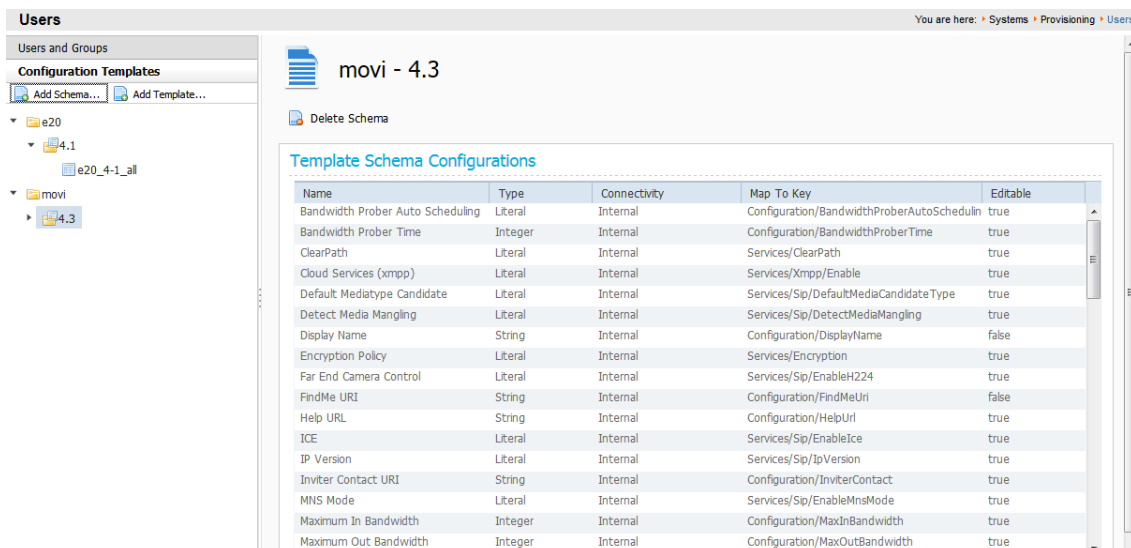 Users
You are here: Systems Provisioning Users
Users and Groups
Configuration Templates
Add Schema... Add Template...
e20
4.1
e20_4-1_all
movi
4.3
movi - 4.3
Delete Schema
Template Schema Configurations
Name Type Connectivity Map To Key Editable
Bandwidth Prober Auto Scheduling Literal Internal Configuration/BandwidthProberAutoSchedulin true
Bandwidth Prober Time Integer Internal Configuration/BandwidthProberTime true
ClearPath Literal Internal Services/ClearPath true
Cloud Services (xmpp) Literal Internal Services/Xmpp/Enable true
Default Mediatype Candidate Literal Internal Services/Sip/DefaultMediaCandidateType true
Detect Media Mangling Literal Internal Services/Sip/DetectMediaMangling true
Display Name String Internal Configuration/DisplayName false
Encryption Policy Literal Internal Services/Encryption true
Far End Camera Control Literal Internal Services/Sip/EnableH224 true
FindMe URI String Internal Configuration/FindMeUri false
Help URL String Internal Configuration/HelpUrl true
ICE Literal Internal Services/Sip/EnableIce true
IP Version Literal Internal Services/Sip/IpVersion true
Inviter Contact URI String Internal Configuration/InviterContact true
MNS Mode Literal Internal Services/Sip/EnableMnsMode true
Maximum In Bandwidth Integer Internal Configuration/MaxInBandwidth true
Maximum Out Bandwidth Integer Internal Configuration/MaxOutBandwidth true